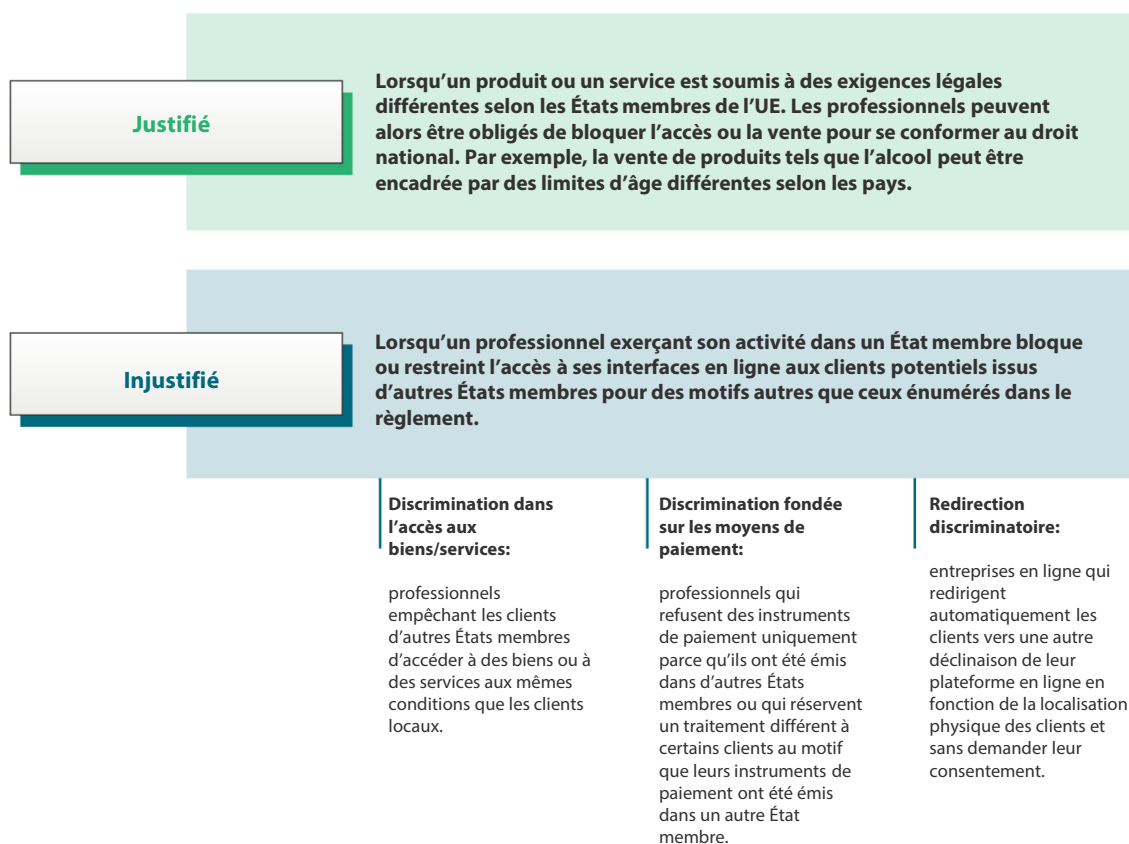 Justifié
Lorsqu’un produit ou un service est soumis à des exigences légales
différentes selon les États membres de l’UE. Les professionnels peuvent
alors être obligés de bloquer l’accès ou la vente pour se conformer au droit
national. Par exemple, la vente de produits tels que l’alcool peut être
encadrée par des limites d’âge différentes selon les pays.
Injustifié
Lorsqu’un professionnel exerçant son activité dans un État membre bloque
ou restreint l’accès à ses interfaces en ligne aux clients potentiels issus
d’autres États membres pour des motifs autres que ceux énumérés dans le
règlement.
Discrimination dans
l’accès aux
biens/services:
professionnels
empêchant les clients
d’autres États membres
d’accéder à des biens ou à
des services aux mêmes
conditions que les clients
locaux.
Discrimination fondée
sur les moyens de
paiement:
professionnels qui
refusent des instruments
de paiement uniquement
parce qu’ils ont été émis
dans d’autres États
membres ou qui réservent
un traitement différent à
certains clients au motif
que leurs instruments de
paiement ont été émis
dans un autre État
membre.
Redirection
discriminatoire:
entreprises en ligne qui
redirigent
automatiquement les
clients vers une autre
déclinaison de leur
plateforme en ligne en
fonction de la localisation
physique des clients et
sans demander leur
consentement.